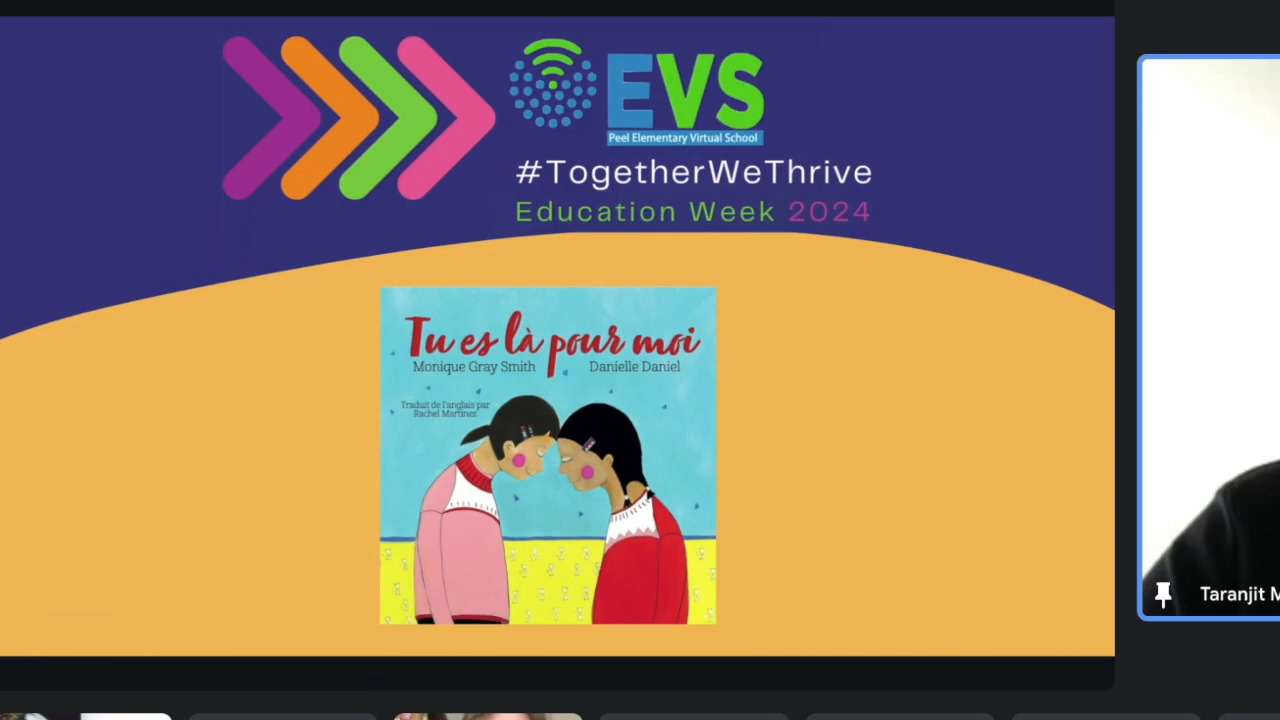 EVS
Peel Elementary Virtual School
#TogetherWeThrive
Education Week 2024
Tu es là pour moi
Monique Gray Smith Danielle Daniel
Traduit de l'anglais par
Rachel Martinez
Taranjit M